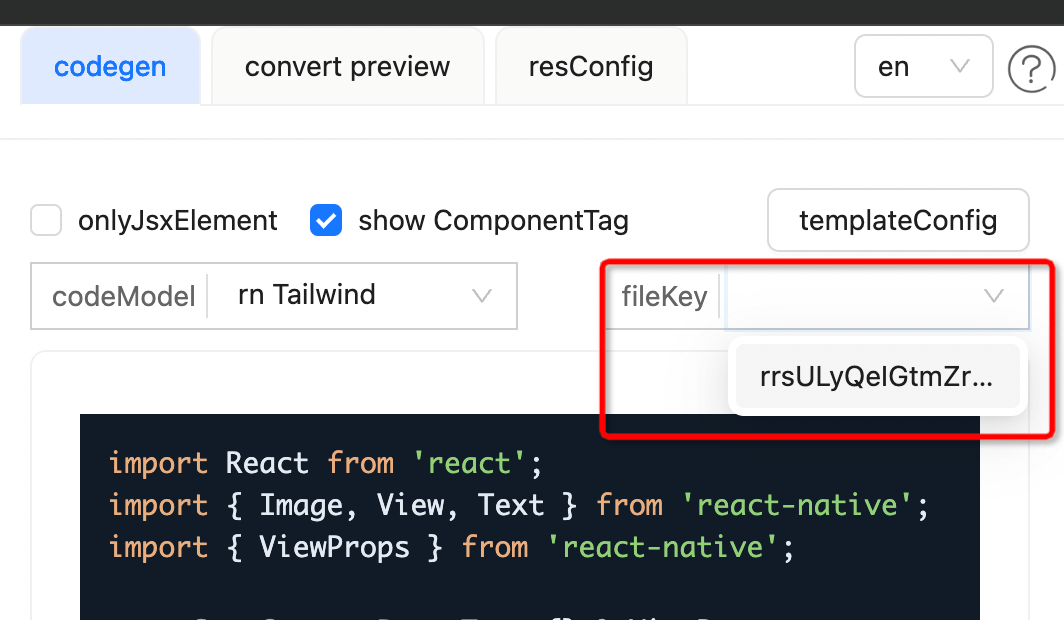 codegen convert preview resConfig en
onlyJsxElement show ComponentTag templateConfig
codeModel rn Tailwind fileKey
rrsULyQeIGtmZr...
import React from 'react';
import { Image, View, Text } from 'react-native';
import { ViewProps } from 'react-native';